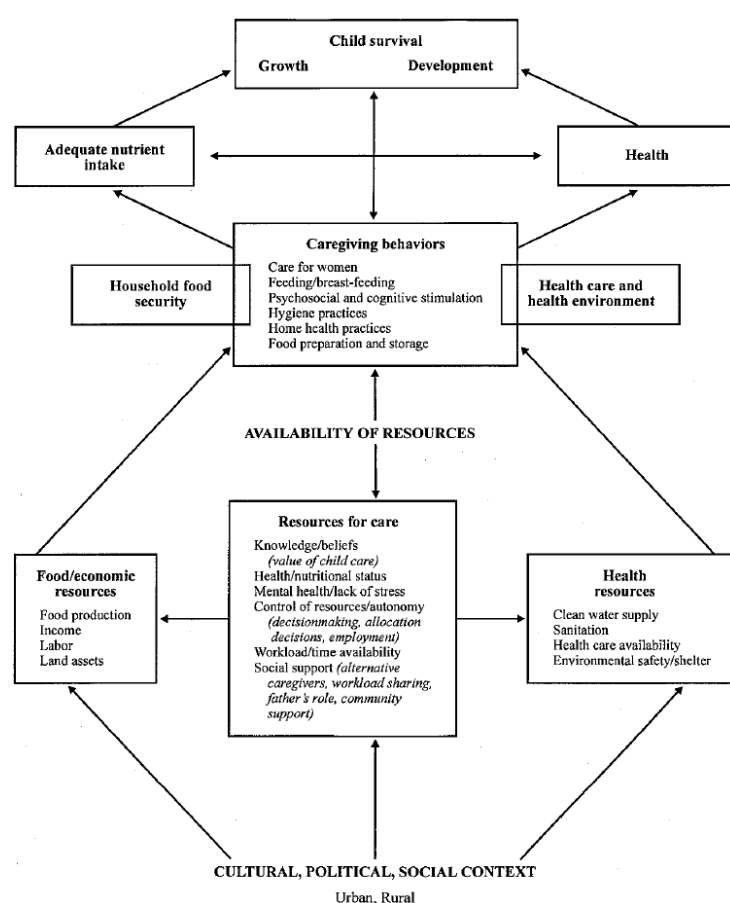 Child survival
Growth Development
Adequate nutrient
intake
Health
Caregiving behaviors
Care for women
Feeding/breast-feeding
Psychosocial and cognitive stimulation
Hygiene practices
Home health practices
Food preparation and storage
Household food
security
Health care and
health environment
AVAILABILITY OF RESOURCES
Resources for care
Knowledge/beliefs
(value of child care)
Health/nutritional status
Mental health/lack of stress
Control of resources/autonomy
(decisionmaking, allocation
decisions, employment)
Workload/time availability
Social support (alternative
caregivers, workload sharing,
father's role, community
support)
Food/economic
resources
Food production
Income
Labor
Land assets
Health
resources
Clean water supply
Sanitation
Health care availability
Environmental safety/shelter
CULTURAL, POLITICAL, SOCIAL CONTEXT
Urban, Rural